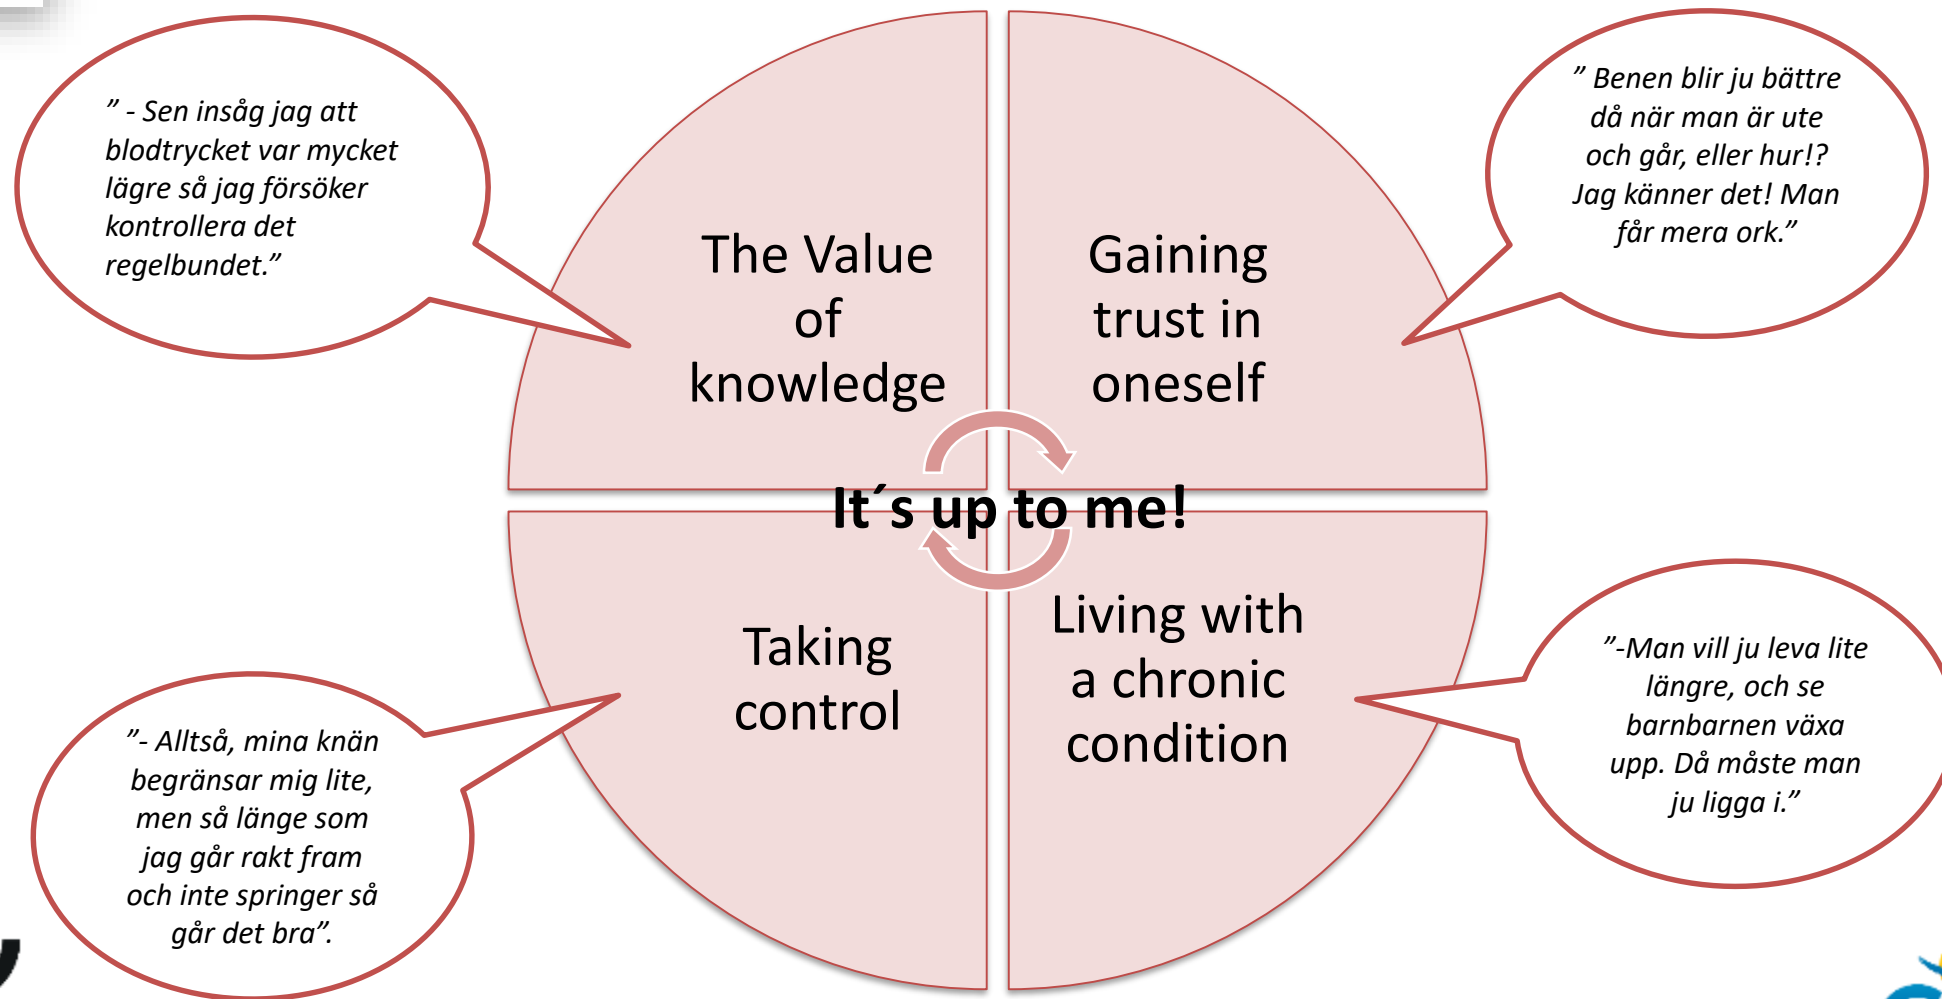 ” - Sen insåg jag att
blodtrycket var mycket
lägre så jag försöker
kontrollera det
regelbundet.”
The Value
of
knowledge
Gaining
trust in
oneself
” Benen blir ju bättre
då när man är ute
och går, eller hur!?
Jag känner det! Man
får mera ork.”
It´s up to me!
”- Alltså, mina knän
begränsar mig lite,
men så länge som
jag går rakt fram
och inte springer så
går det bra”.
Taking
control
Living with
a chronic
condition
”-Man vill ju leva lite
längre, och se
barnbarnen växa
upp. Då måste man
ju ligga i.”